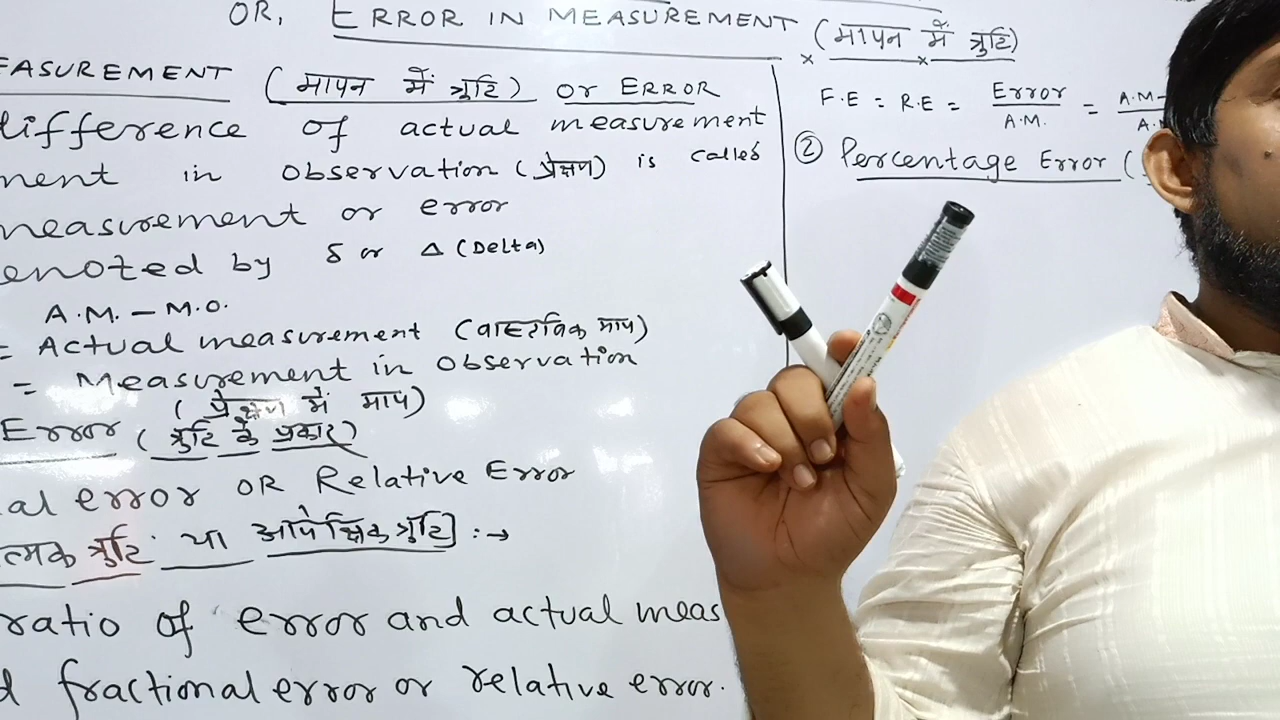 OR, ERROR IN MEASUREMENT (मापन में त्रुटि)
EASUREMENT (मापन में त्रुटि) or ERROR
difference of actual measurement
ment in observation (प्रेक्षण) is called
measurement or error
enoted by δ or Δ (Delta)
A.M. – M.O.
= Actual measurement (वास्तविक माप)
= Measurement in observation
(प्रेक्षण में माप)
Error (त्रुटि के प्रकार)
al error OR Relative Error
त्मक त्रुटि या आपेक्षिक त्रुटि] :→
ratio of error and actual meas
d fractional error or relative error.
F.E = R.E = Error/A.M. = A.M–/A.M
② Percentage Error (